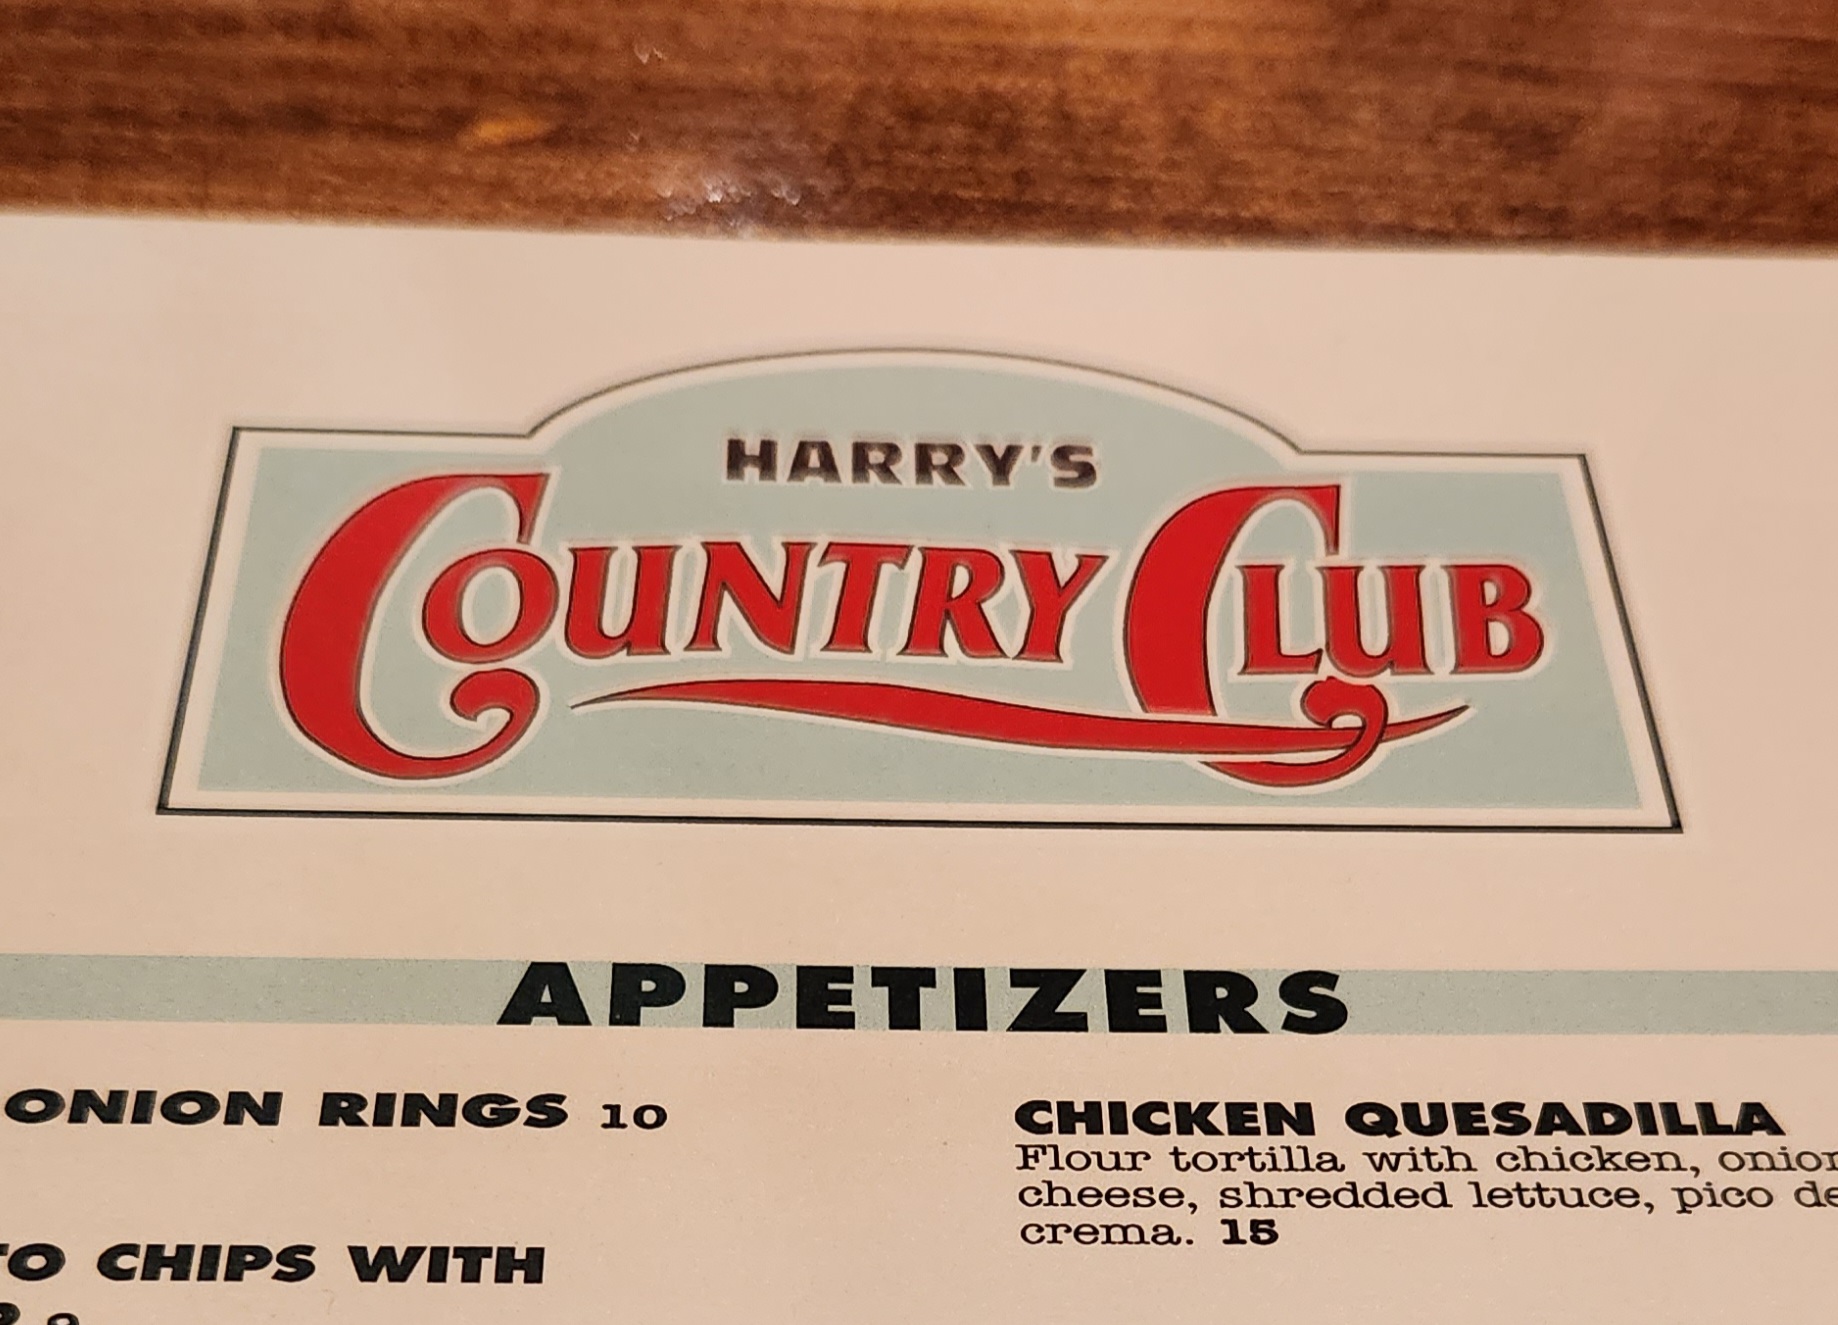 HARRY'S
COUNTRY CLUB
APPETIZERS
ONION RINGS 10
CHIPS WITH
CHICKEN QUESADILLA
Flour tortilla with chicken,
cheese, shredded lettuce, pico de
crema. 15